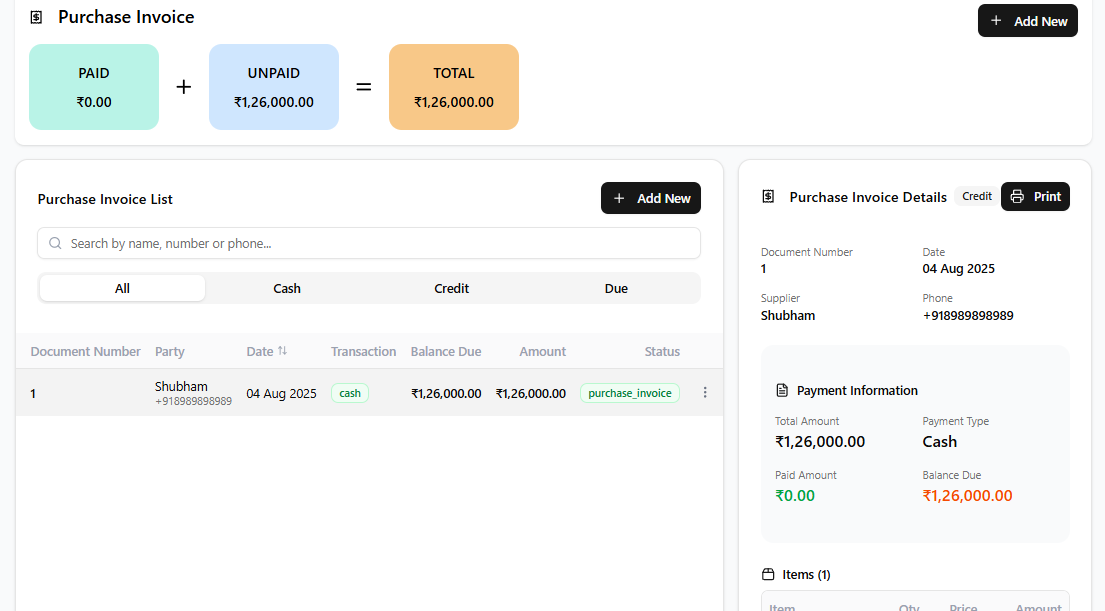 Purchase Invoice
Add New
PAID
₹0.00
+
UNPAID
₹1,26,000.00
=
TOTAL
₹1,26,000.00
Purchase Invoice List
Add New
Search by name, number or phone...
All Cash Credit Due
Document Number Party Date Transaction Balance Due Amount Status
1 Shubham 04 Aug 2025 cash ₹1,26,000.00 ₹1,26,000.00 purchase_invoice
+918989898989
Purchase Invoice Details Credit Print
Document Number Date
1 04 Aug 2025
Supplier Phone
Shubham +918989898989
Payment Information
Total Amount Payment Type
₹1,26,000.00 Cash
Paid Amount Balance Due
₹0.00 ₹1,26,000.00
Items (1)
Item Qty Price Amount